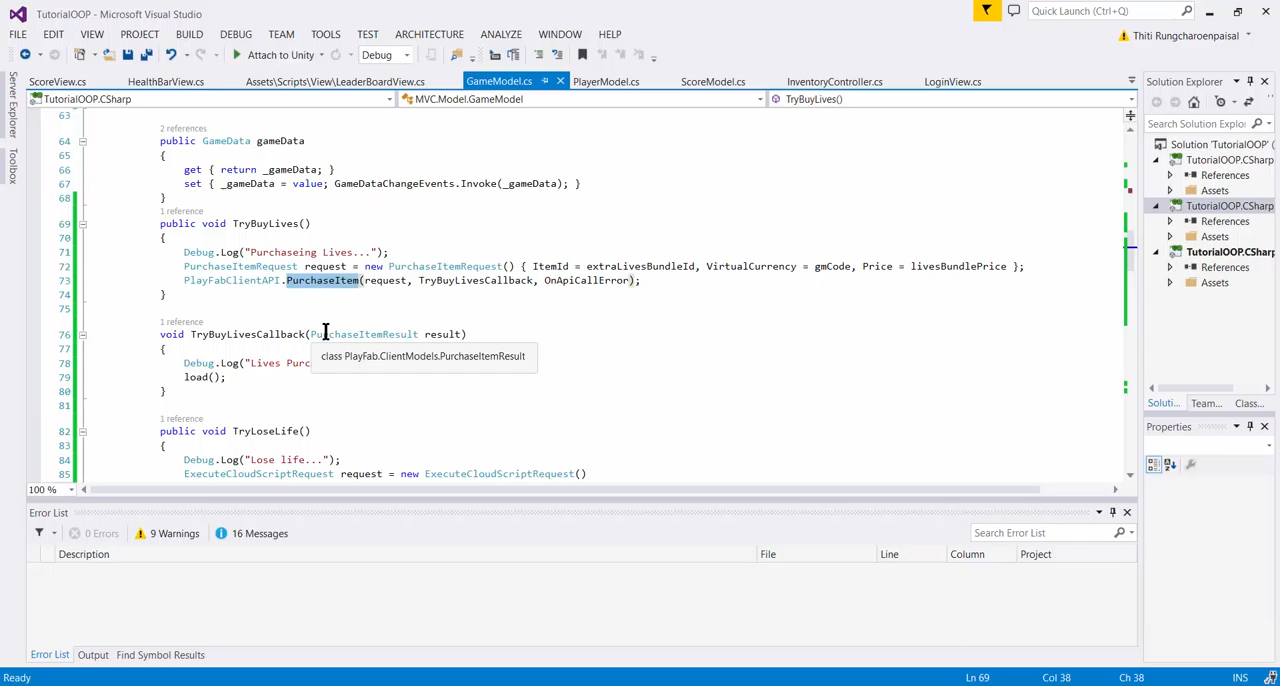 TutorialOOP - Microsoft Visual Studio
Quick Launch (Ctrl+Q)
FILE EDIT VIEW PROJECT BUILD DEBUG TEAM TOOLS TEST ARCHITECTURE ANALYZE WINDOW HELP
Thiti Rungcharoenpaisal
Attach to Unity
Debug
Server Explorer
Toolbox
ScoreView.cs HealthBarView.cs Assets\Scripts\View\LeaderBoardView.cs GameModel.cs PlayerModel.cs ScoreModel.cs InventoryController.cs LoginView.cs
TutorialOOP.CSharp MVC.Model.GameModel TryBuyLives()
63
2 references
64 public GameData gameData
65 {
66 get { return _gameData; }
67 set { _gameData = value; GameDataChangeEvents.Invoke(_gameData); }
68 }
1 reference
69 public void TryBuyLives()
70 {
71 Debug.Log("Purchaseing Lives...");
72 PurchaseItemRequest request = new PurchaseItemRequest() { ItemId = extraLivesBundleId, VirtualCurrency = gmCode, Price = livesBundlePrice };
73 PlayFabClientAPI.PurchaseItem(request, TryBuyLivesCallback, OnApiCallError);
74 }
75
1 reference
76 void TryBuyLivesCallback(PurchaseItemResult result)
77 {
class PlayFab.ClientModels.PurchaseItemResult
78 Debug.Log("Lives Purc
79 load();
80 }
81
1 reference
82 public void TryLoseLife()
83 {
84 Debug.Log("Lose life...");
85 ExecuteCloudScriptRequest request = new ExecuteCloudScriptRequest()
100 %
Solution Explorer
Search Solution Explo
Solution 'TutorialOOP' (
TutorialOOP.CSharp
References
Assets
TutorialOOP.CSharp
References
Assets
TutorialOOP.CSharp
References
Assets
Soluti... Team... Class...
Properties
Error List
0 Errors 9 Warnings 16 Messages
Search Error List
Description File Line Column Project
Error List Output Find Symbol Results
Ready Ln 69 Col 38 Ch 38 INS